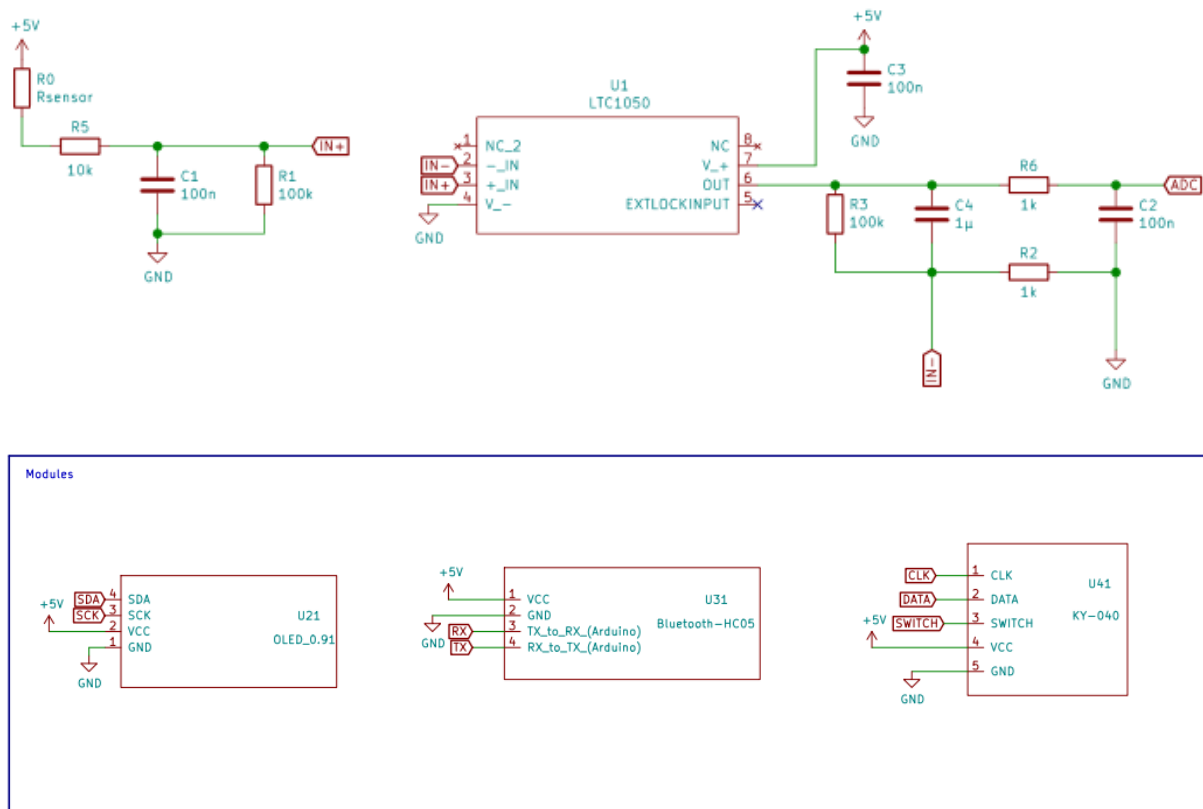 +5V
R0
Rsensor
R5
10k
C1
100n
R1
100k
IN+
GND
U1
LTC1050
1
NC_2
IN-
2
-_IN
IN+
3
+_IN
4
V_-
GND
8
NC
7
V_+
6
OUT
5
EXTLOCKINPUT
+5V
C3
100n
GND
R3
100k
C4
1µ
R6
1k
R2
1k
C2
100n
ADC
IN-
GND
Modules
+5V
SDA
4
SDA
SCK
3
SCK
2
VCC
1
GND
GND
U21
OLED_0.91
+5V
1
VCC
2
GND
GND
RX
3
TX_to_RX_(Arduino)
TX
4
RX_to_TX_(Arduino)
U31
Bluetooth-HC05
CLK
1
CLK
DATA
2
DATA
SWITCH
3
SWITCH
+5V
4
VCC
5
GND
GND
U41
KY-040